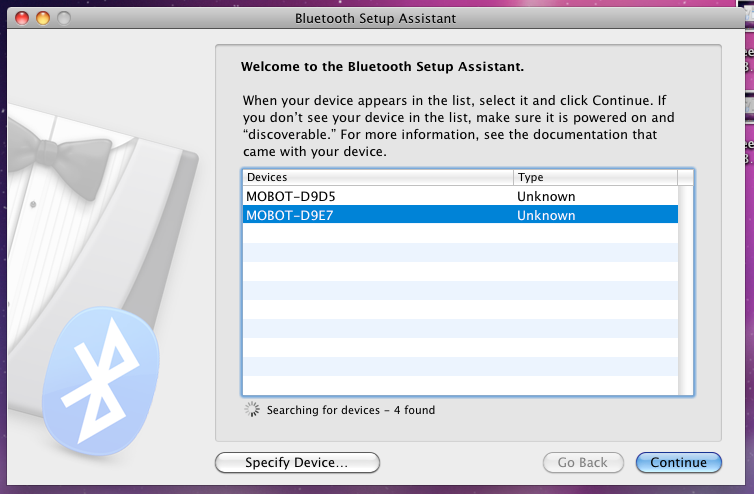 Bluetooth Setup Assistant
Welcome to the Bluetooth Setup Assistant.
When your device appears in the list, select it and click Continue. If
you don’t see your device in the list, make sure it is powered on and
“discoverable.” For more information, see the documentation that
came with your device.
Devices Type
MOBOT-D9D5 Unknown
MOBOT-D9E7 Unknown
Searching for devices – 4 found
Specify Device... Go Back Continue